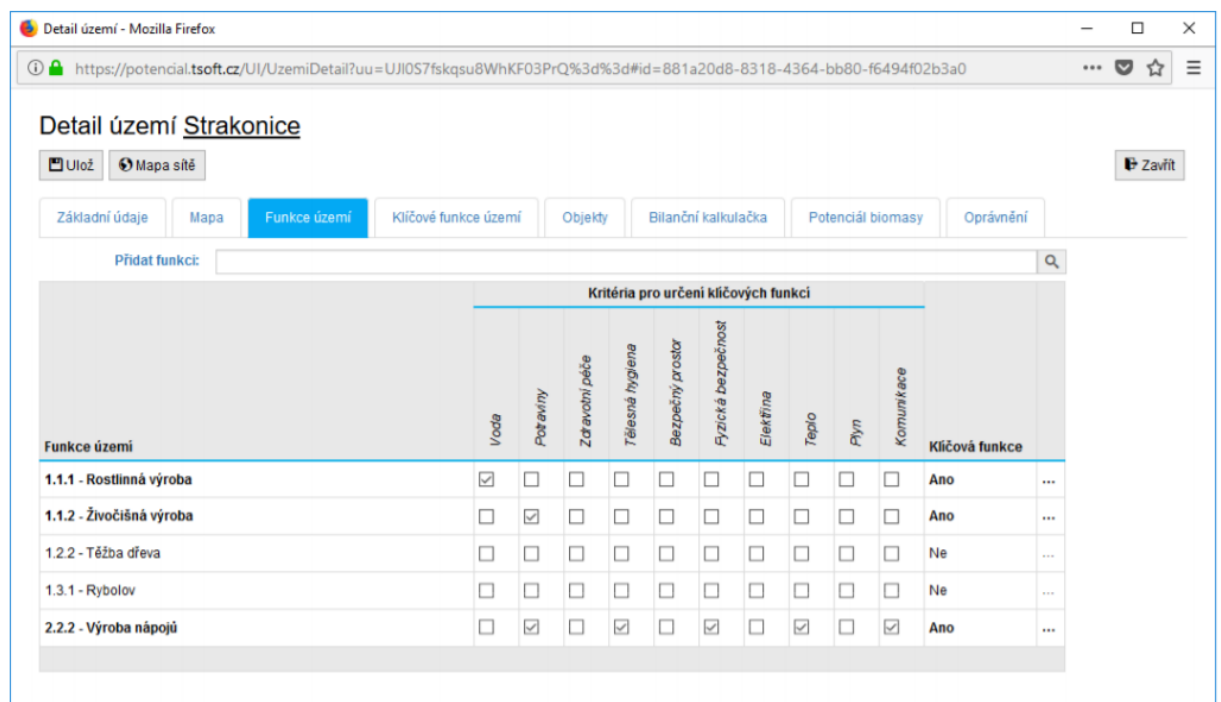 Detail území - Mozilla Firefox
https://potencial.tsoft.cz/UI/UzemiDetail?uu=UJI0S7fskqsu8WhKF03PrQ%3d%3d#id=881a20d8-8318-4364-bb80-f6494f02b3a0
Detail území Strakonice
Ulož Mapa sítě Zavřít
Základní údaje Mapa Funkce území Klíčové funkce území Objekty Bilanční kalkulačka Potenciál biomasy Oprávnění
Přidat funkci:
Kritéria pro určení klíčových funkcí
Funkce území Voda Potraviny Zdravotní péče Tělesná hygiena Bezpečný prostor Fyzická bezpečnost Elektřina Teplo Plyn Komunikace Klíčová funkce
1.1.1 - Rostlinná výroba Ano ...
1.1.2 - Živočišná výroba Ano ...
1.2.2 - Těžba dřeva Ne ...
1.3.1 - Rybolov Ne ...
2.2.2 - Výroba nápojů Ano ...